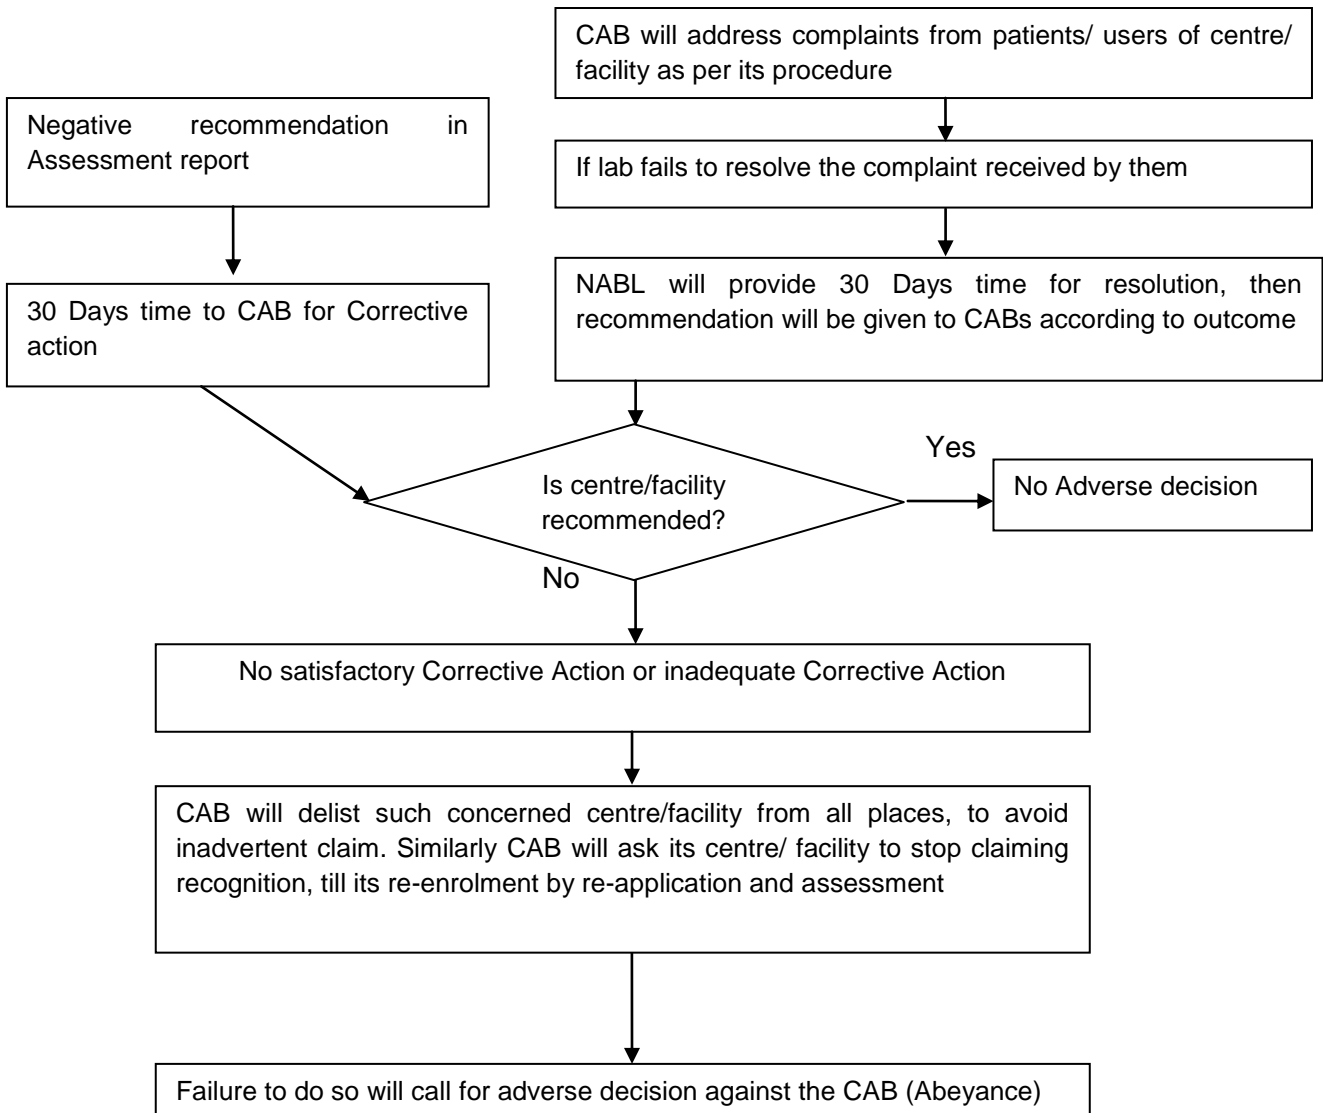 CAB will address complaints from patients/ users of centre/
facility as per its procedure
Negative recommendation in
Assessment report
If lab fails to resolve the complaint received by them
30 Days time to CAB for Corrective
action
NABL will provide 30 Days time for resolution, then
recommendation will be given to CABs according to outcome
Is centre/facility
recommended?
Yes
No Adverse decision
No
No satisfactory Corrective Action or inadequate Corrective Action
CAB will delist such concerned centre/facility from all places, to avoid
inadvertent claim. Similarly CAB will ask its centre/ facility to stop claiming
recognition, till its re-enrolment by re-application and assessment
Failure to do so will call for adverse decision against the CAB (Abeyance)